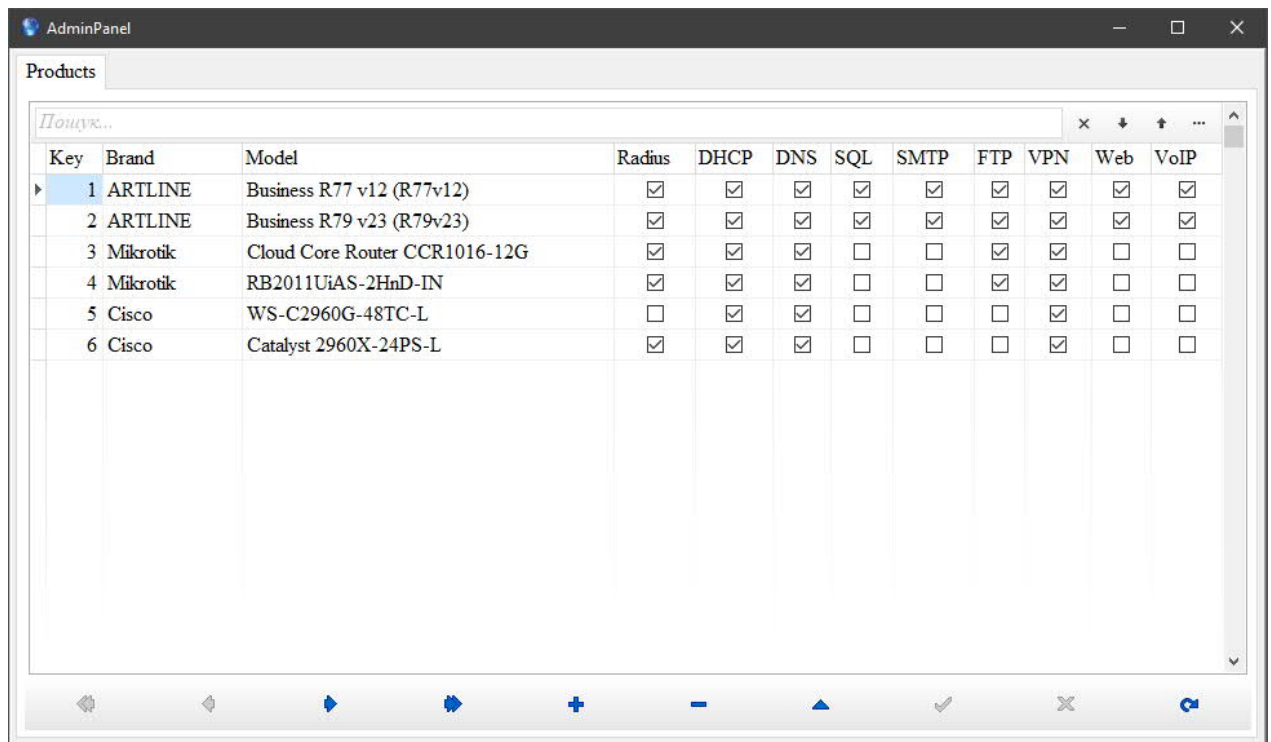 AdminPanel
Products
Пошук...
Key Brand Model Radius DHCP DNS SQL SMTP FTP VPN Web VoIP
1 ARTLINE Business R77 v12 (R77v12)
2 ARTLINE Business R79 v23 (R79v23)
3 Mikrotik Cloud Core Router CCR1016-12G
4 Mikrotik RB2011UiAS-2HnD-IN
5 Cisco WS-C2960G-48TC-L
6 Cisco Catalyst 2960X-24PS-L